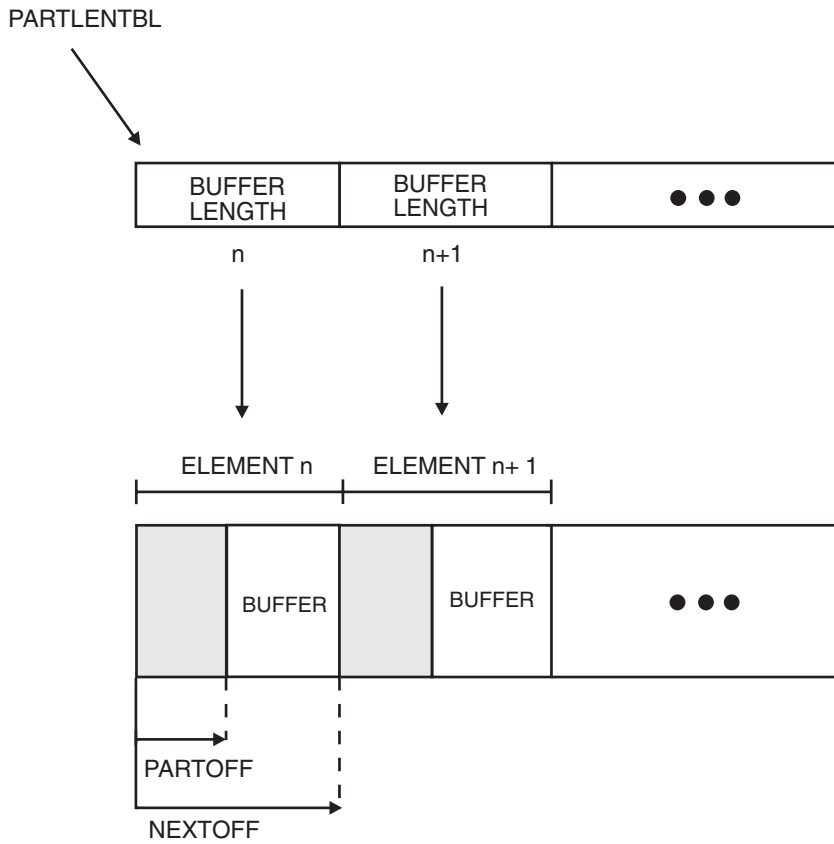 PARTLENTBL
BUFFER
LENGTH
BUFFER
LENGTH
n
n+1
ELEMENT n
ELEMENT n+ 1
BUFFER
BUFFER
PARTOFF
NEXTOFF